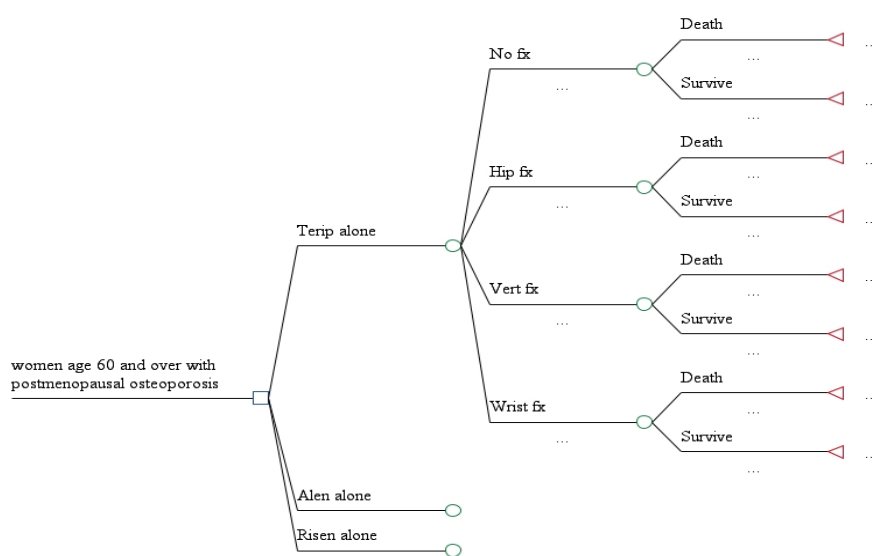 Death
...
...
No fx
...
Survive
...
...
Death
...
...
Hip fx
...
Survive
...
...
Terip alone
Death
...
...
Vert fx
...
Survive
...
...
women age 60 and over with
postmenopausal osteoporosis
Death
...
...
Wrist fx
...
Survive
...
...
Alen alone
Risen alone